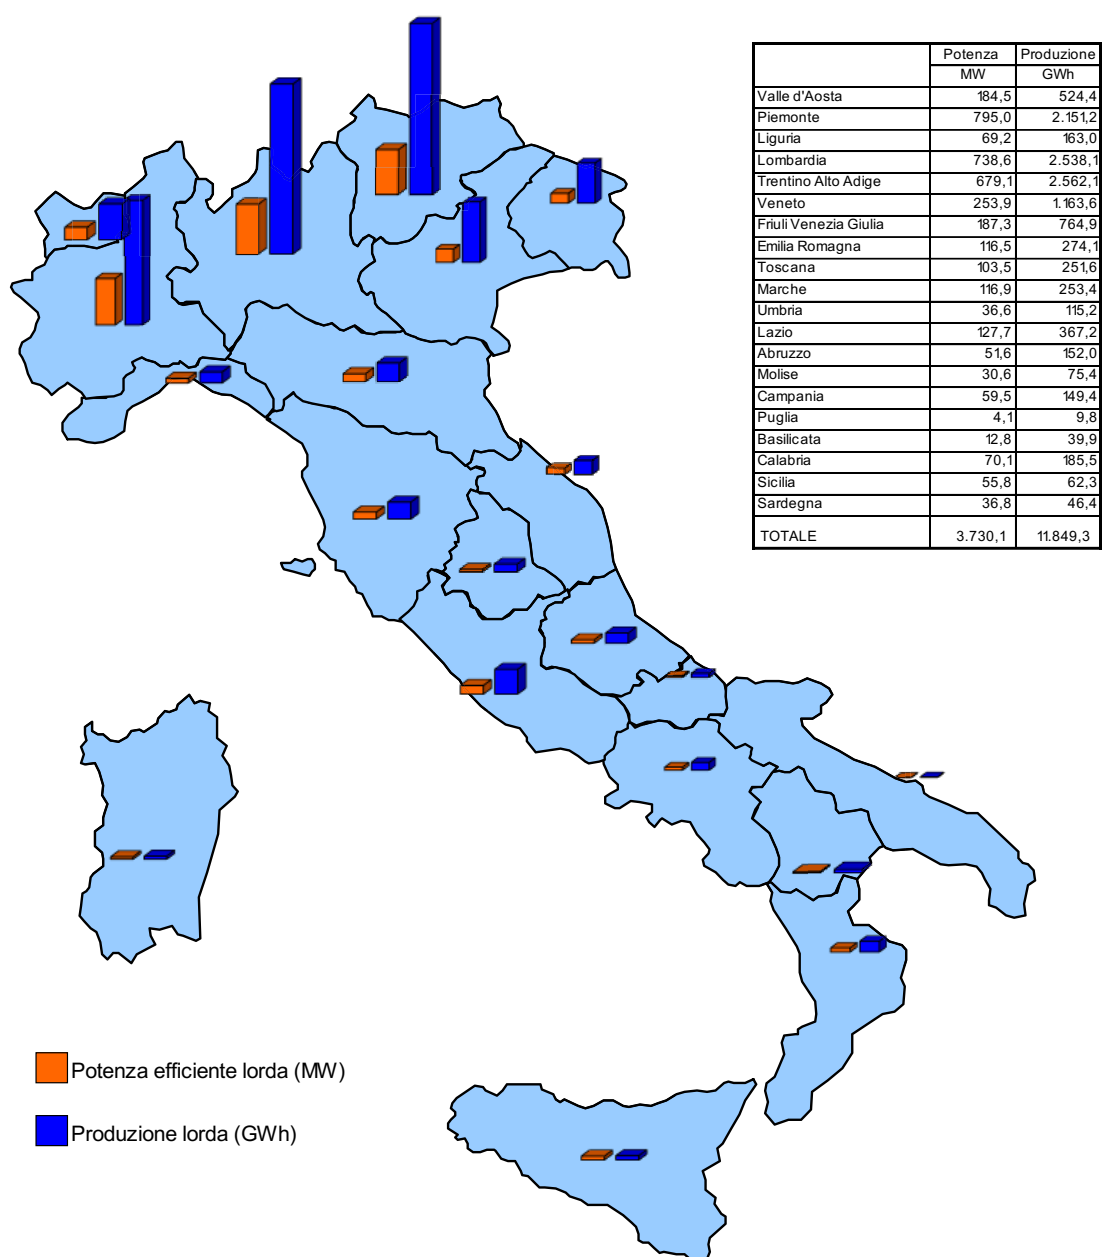 Potenza Produzione
MW GWh
Valle d'Aosta 184,5 524,4
Piemonte 795,0 2.151,2
Liguria 69,2 163,0
Lombardia 738,6 2.538,1
Trentino Alto Adige 679,1 2.562,1
Veneto 253,9 1.163,6
Friuli Venezia Giulia 187,3 764,9
Emilia Romagna 116,5 274,1
Toscana 103,5 251,6
Marche 116,9 253,4
Umbria 36,6 115,2
Lazio 127,7 367,2
Abruzzo 51,6 152,0
Molise 30,6 75,4
Campania 59,5 149,4
Puglia 4,1 9,8
Basilicata 12,8 39,9
Calabria 70,1 185,5
Sicilia 55,8 62,3
Sardegna 36,8 46,4
TOTALE 3.730,1 11.849,3
Potenza efficiente lorda (MW)
Produzione lorda (GWh)